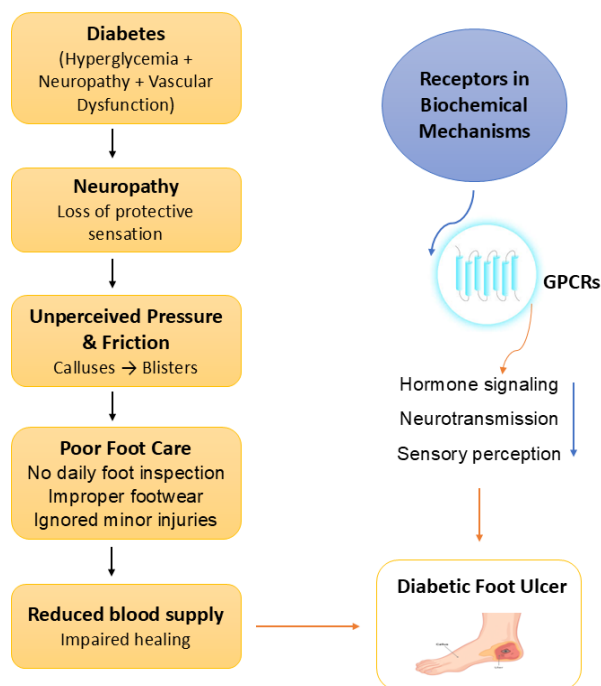 Diabetes
(Hyperglycemia +
Neuropathy + Vascular
Dysfunction)
Neuropathy
Loss of protective
sensation
Unperceived Pressure
& Friction
Calluses → Blisters
Poor Foot Care
No daily foot inspection
Improper footwear
Ignored minor injuries
Reduced blood supply
Impaired healing
Receptors in
Biochemical
Mechanisms
GPCRs
Hormone signaling
Neurotransmission
Sensory perception
Diabetic Foot Ulcer